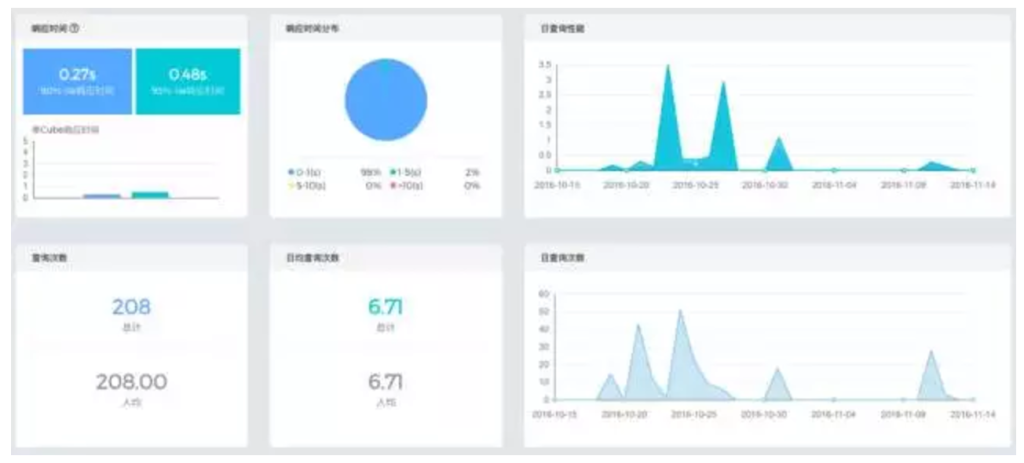 响应时间 ?
0.27s
90%-ile响应时间
0.48s
95%-ile响应时间
单Cube响应时间
5
4
3
2
1
0
响应时间分布
0-1(s) 98% 1-5(s) 2%
5-10(s) 0% >10(s) 0%
日查询性能
3.5
3
2.5
2
1.5
1
0.5
0
2016-10-15 2016-10-20 2016-10-25 2016-10-30 2016-11-04 2016-11-09 2016-11-14
查询次数
208
总计
208.00
人均
日均查询次数
6.71
总计
6.71
人均
日查询次数
60
50
40
30
20
10
0
2016-10-15 2016-10-20 2016-10-25 2016-10-30 2016-11-04 2016-11-09 2016-11-14